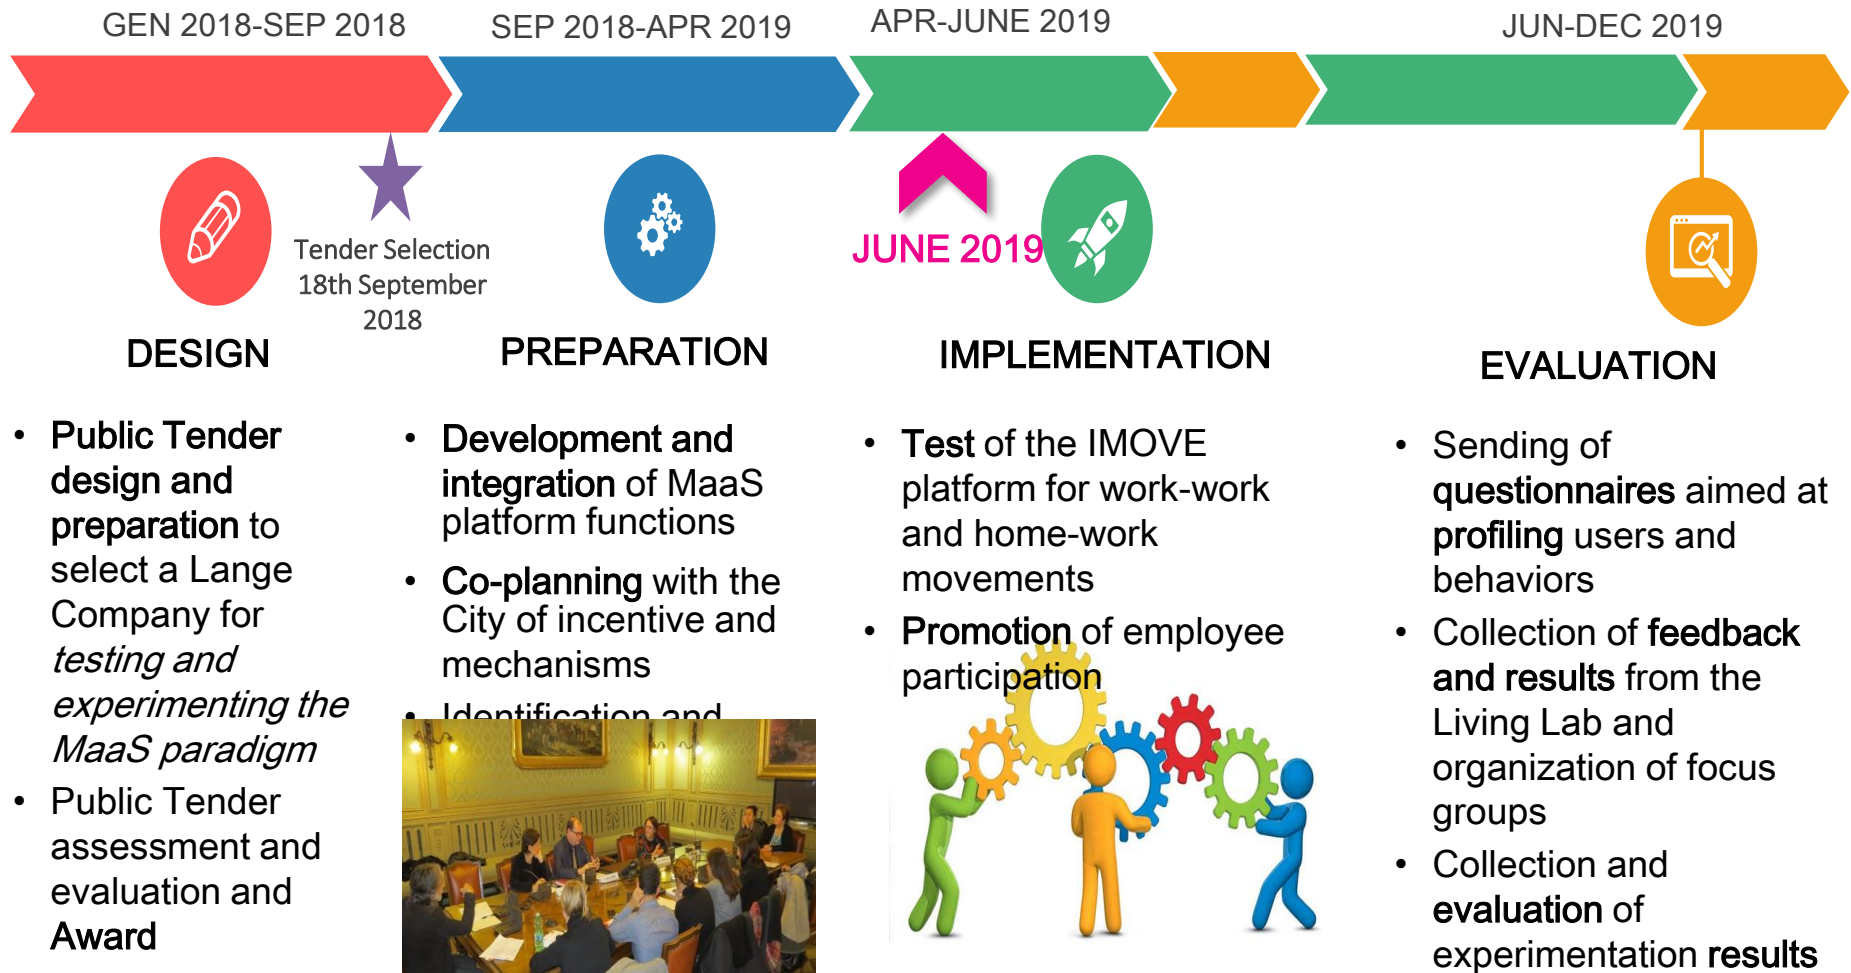 GEN 2018-SEP 2018
SEP 2018-APR 2019
APR-JUNE 2019
JUN-DEC 2019
Tender Selection
18th September
2018
JUNE 2019
DESIGN
• Public Tender
design and
preparation to
select a Lange
Company for
testing and
experimenting the
MaaS paradigm
• Public Tender
assessment and
evaluation and
Award
PREPARATION
• Development and
integration of MaaS
platform functions
• Co-planning with the
City of incentive and
mechanisms
• Identification and
IMPLEMENTATION
• Test of the IMOVE
platform for work-work
and home-work
movements
• Promotion of employee
participation
EVALUATION
• Sending of
questionnaires aimed at
profiling users and
behaviors
• Collection of feedback
and results from the
Living Lab and
organization of focus
groups
• Collection and
evaluation of
experimentation results